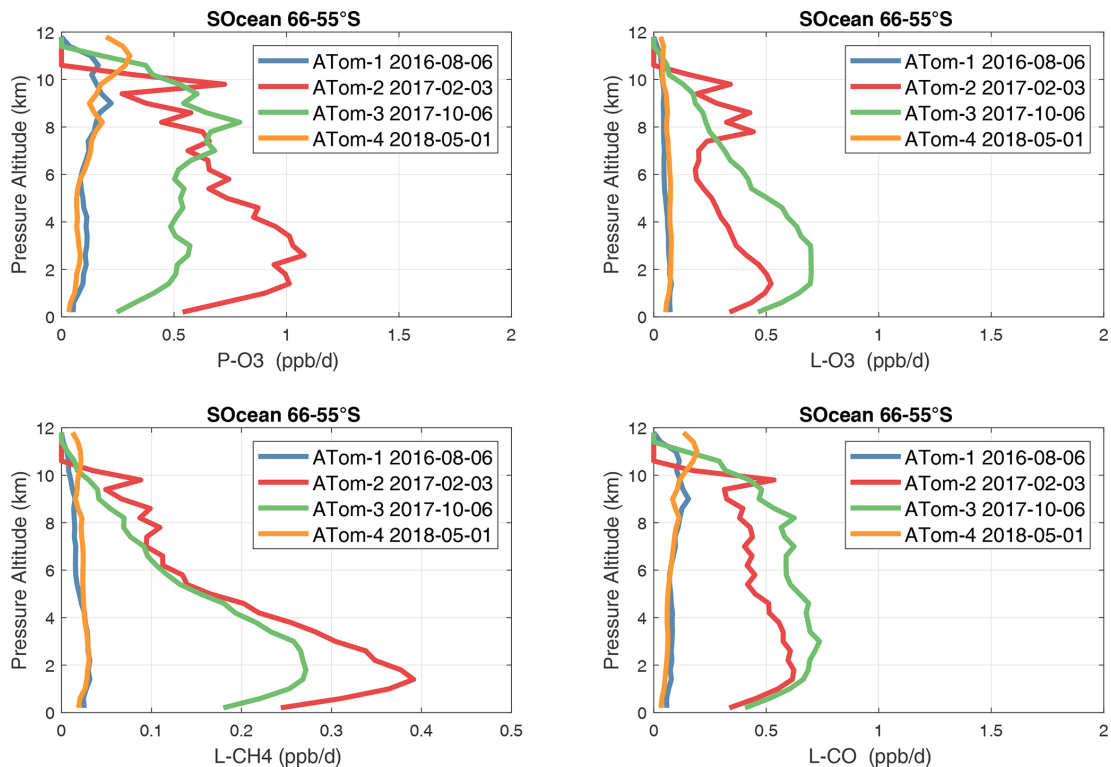 SOcean 66-55°S
12
10
8
6
4
2
0
Pressure Altitude (km)
ATom-1 2016-08-06
ATom-2 2017-02-03
ATom-3 2017-10-06
ATom-4 2018-05-01
0 0.5 1 1.5 2
P-O3 (ppb/d)
SOcean 66-55°S
12
10
8
6
4
2
0
Pressure Altitude (km)
ATom-1 2016-08-06
ATom-2 2017-02-03
ATom-3 2017-10-06
ATom-4 2018-05-01
0 0.5 1 1.5 2
L-O3 (ppb/d)
SOcean 66-55°S
12
10
8
6
4
2
0
Pressure Altitude (km)
ATom-1 2016-08-06
ATom-2 2017-02-03
ATom-3 2017-10-06
ATom-4 2018-05-01
0 0.1 0.2 0.3 0.4 0.5
L-CH4 (ppb/d)
SOcean 66-55°S
12
10
8
6
4
2
0
Pressure Altitude (km)
ATom-1 2016-08-06
ATom-2 2017-02-03
ATom-3 2017-10-06
ATom-4 2018-05-01
0 0.5 1 1.5 2
L-CO (ppb/d)